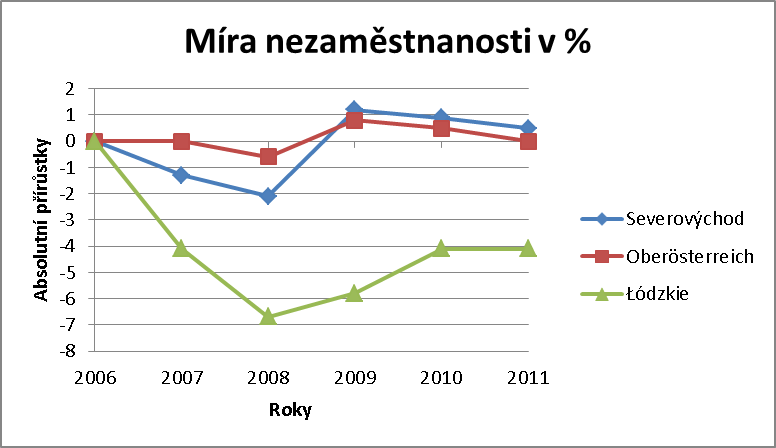 Míra nezaměstnanosti v %
2
1
0
-1
-2
-3
-4
-5
-6
-7
-8
Absolutní přírůstky
2006 2007 2008 2009 2010 2011
Roky
Severovýchod
Oberösterreich
Łódzkie